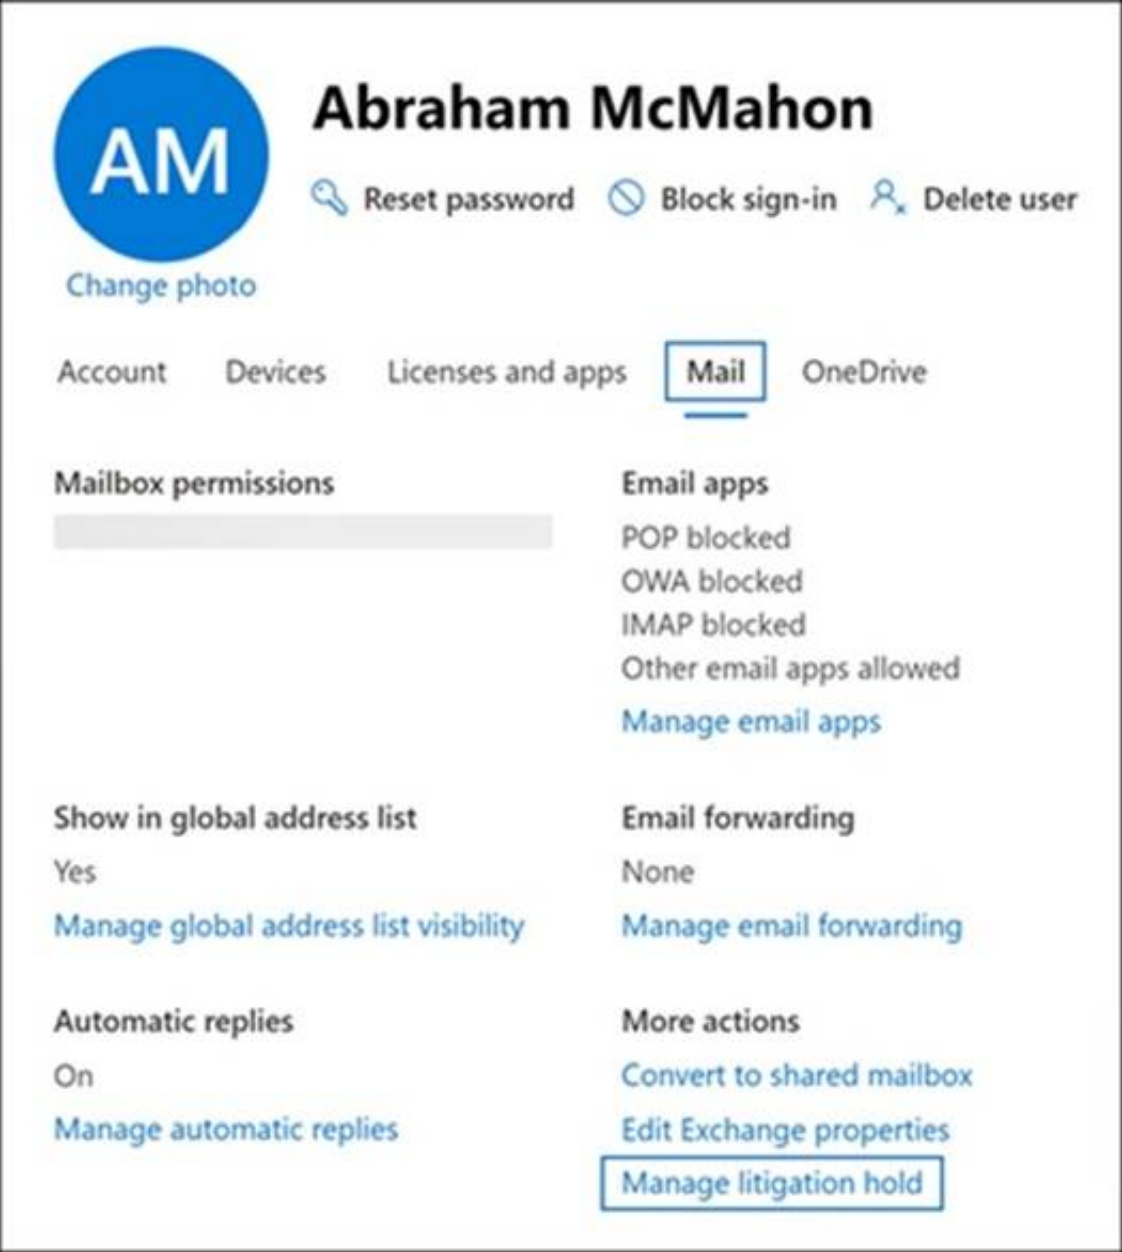 AM
Abraham McMahon
Reset password Block sign-in Delete user
Change photo
Account Devices Licenses and apps Mail OneDrive
Mailbox permissions
Email apps
POP blocked
OWA blocked
IMAP blocked
Other email apps allowed
Manage email apps
Show in global address list
Yes
Manage global address list visibility
Email forwarding
None
Manage email forwarding
Automatic replies
On
Manage automatic replies
More actions
Convert to shared mailbox
Edit Exchange properties
Manage litigation hold